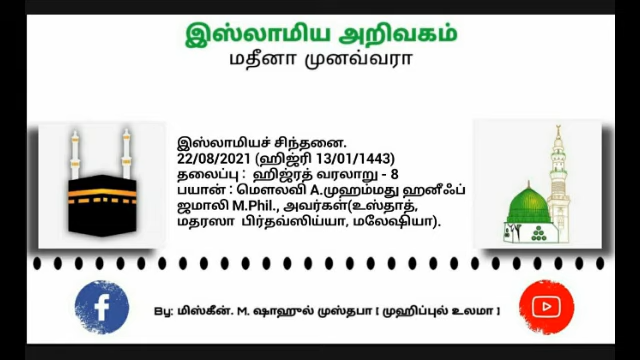 இஸ்லாமிய அறிவகம்
மதீனா முனவ்வரா
இஸ்லாமியச் சிந்தனை.
22/08/2021 (ஹிஜ்ரி 13/01/1443)
தலைப்பு : ஹிஜ்ரத் வரலாறு - 8
பயான் : மௌலவி A.முஹம்மது ஹனீஃப்
ஜமாலி M.Phil., அவர்கள்(உஸ்தாத்,
மதரஸா பிர்தவ்ஸிய்யா, மலேஷியா).
By: மிஸ்கீன். M. ஷாஹுல் முஸ்தபா [ முஹிப்புல் உலமா ]